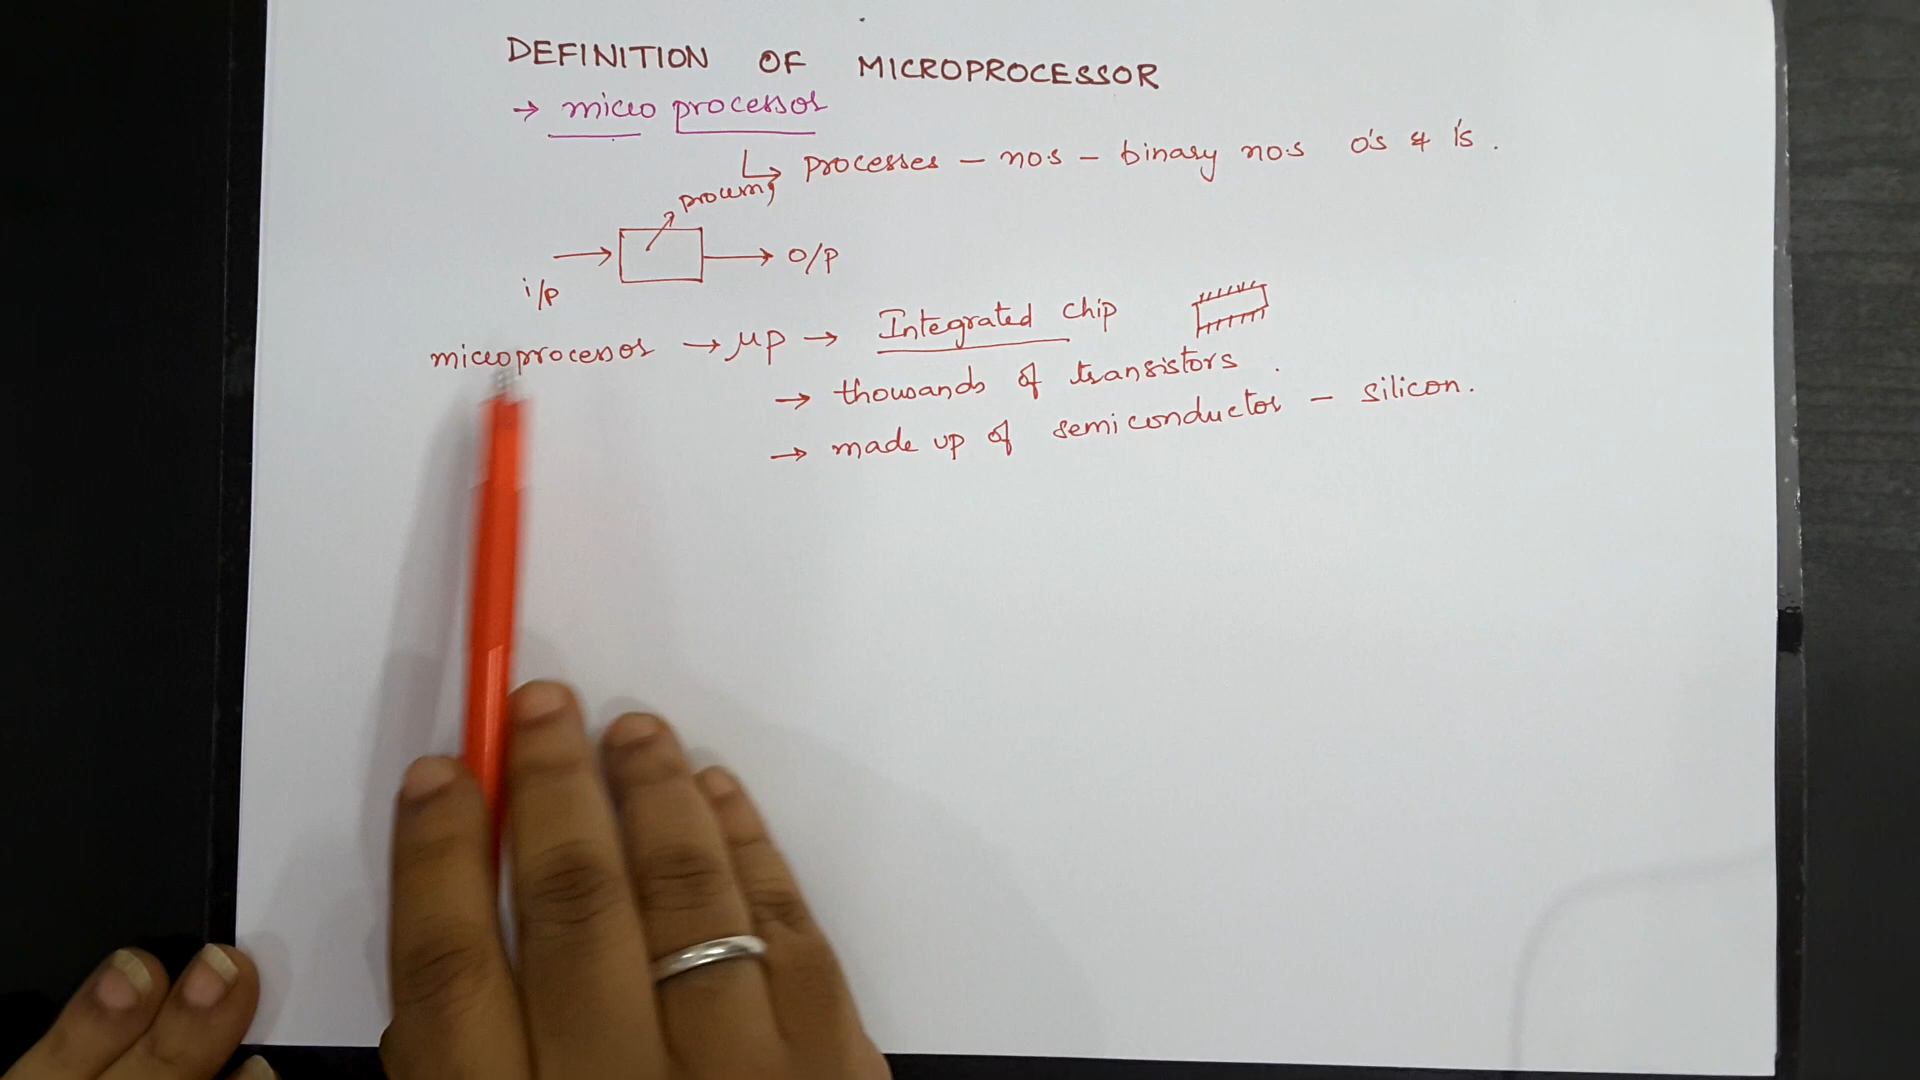 DEFINITION OF MICROPROCESSOR
→ micro processor
↳ processes – nos – binary nos 0's & 1's.
i/p → → O/P
microprocessor → μp → Integrated chip
→ thousands of transistors.
→ made up of semiconductor – silicon.